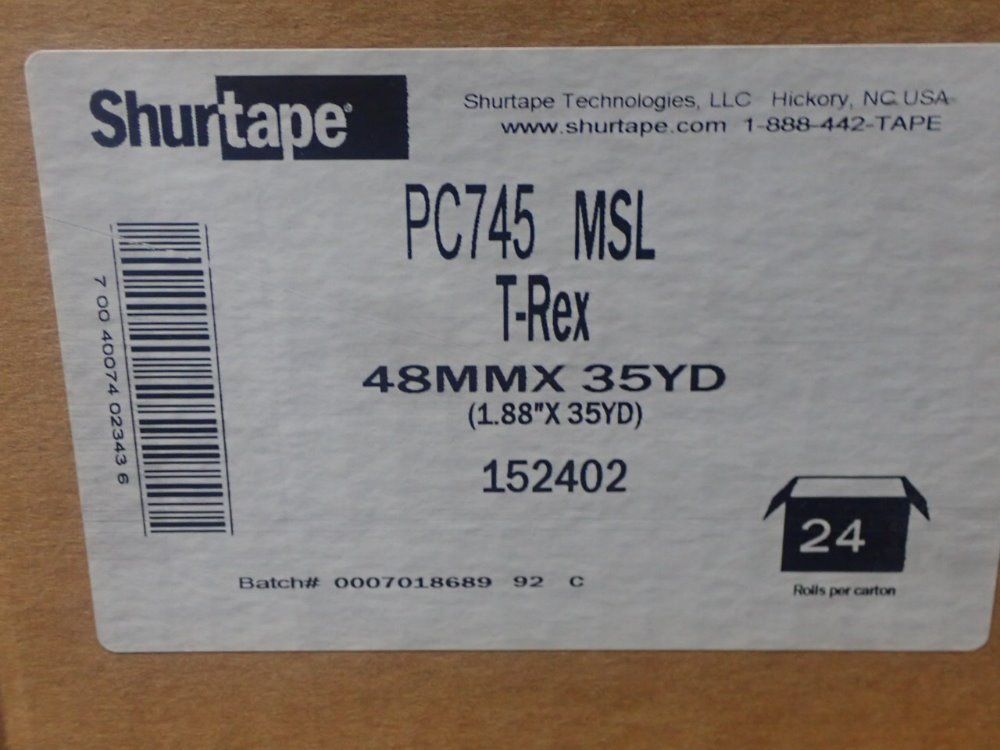 Shurtape®
Shurtape Technologies, LLC Hickory, NC USA
www.shurtape.com 1-888-442-TAPE
PC745 MSL
T-Rex
48MMX 35YD
(1.88"X 35YD)
152402
7 00 40074 02343 6
24
Rolls per carton
Batch# 0007018689 92 C